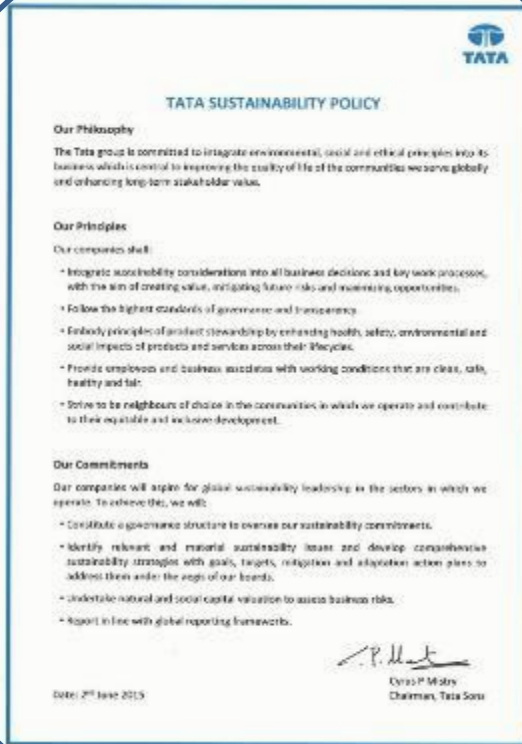 TATA
TATA SUSTAINABILITY POLICY
Our Philosophy
The Tata group is committed to integrate environmental, social and ethical principles into its
business which is central to improving the quality of life of the communities we serve globally
and enhancing long-term stakeholder value.
Our Principles
Our companies shall:
• Integrate sustainability considerations into all business decisions and key work processes,
with the aim of creating value, mitigating future risks and maximising opportunities.
• Follow the highest standards of governance and transparency.
• Embody principles of product stewardship by enhancing health, safety, environmental and
social impacts of products and services across their lifecycles.
• Provide employees and business associates with working conditions that are clean, safe,
healthy and fair.
• Strive to be neighbours of choice in the communities in which we operate and contribute
to their equitable and inclusive development.
Our Commitments
Our companies will aspire for global sustainability leadership in the sectors in which we
operate. To achieve this, we will:
• Constitute a governance structure to oversee our sustainability commitments.
• Identify relevant and material sustainability issues and develop comprehensive
sustainability strategies with goals, targets, mitigation and adaptation action plans to
address them under the aegis of our boards.
• Undertake natural and social capital valuation to assess business risks.
• Report in line with global reporting frameworks.
Cyrus P Mistry
Date: 2nd June 2015
Chairman, Tata Sons